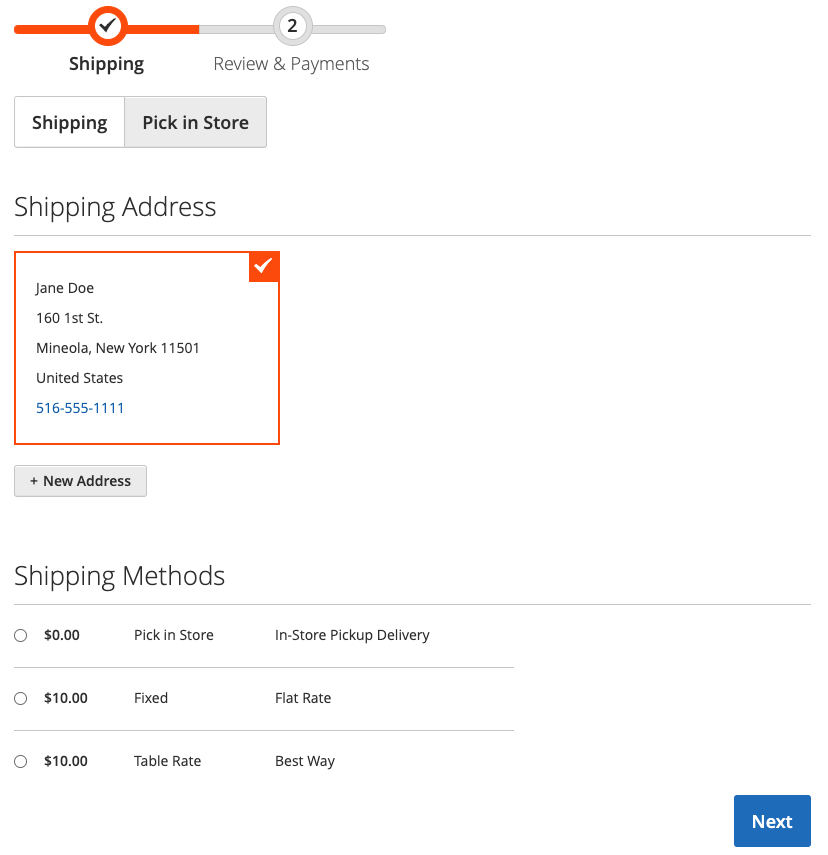 2
Shipping Review & Payments
Shipping Pick in Store
Shipping Address
Jane Doe
160 1st St.
Mineola, New York 11501
United States
516-555-1111
+ New Address
Shipping Methods
$0.00 Pick in Store In-Store Pickup Delivery
$10.00 Fixed Flat Rate
$10.00 Table Rate Best Way
Next